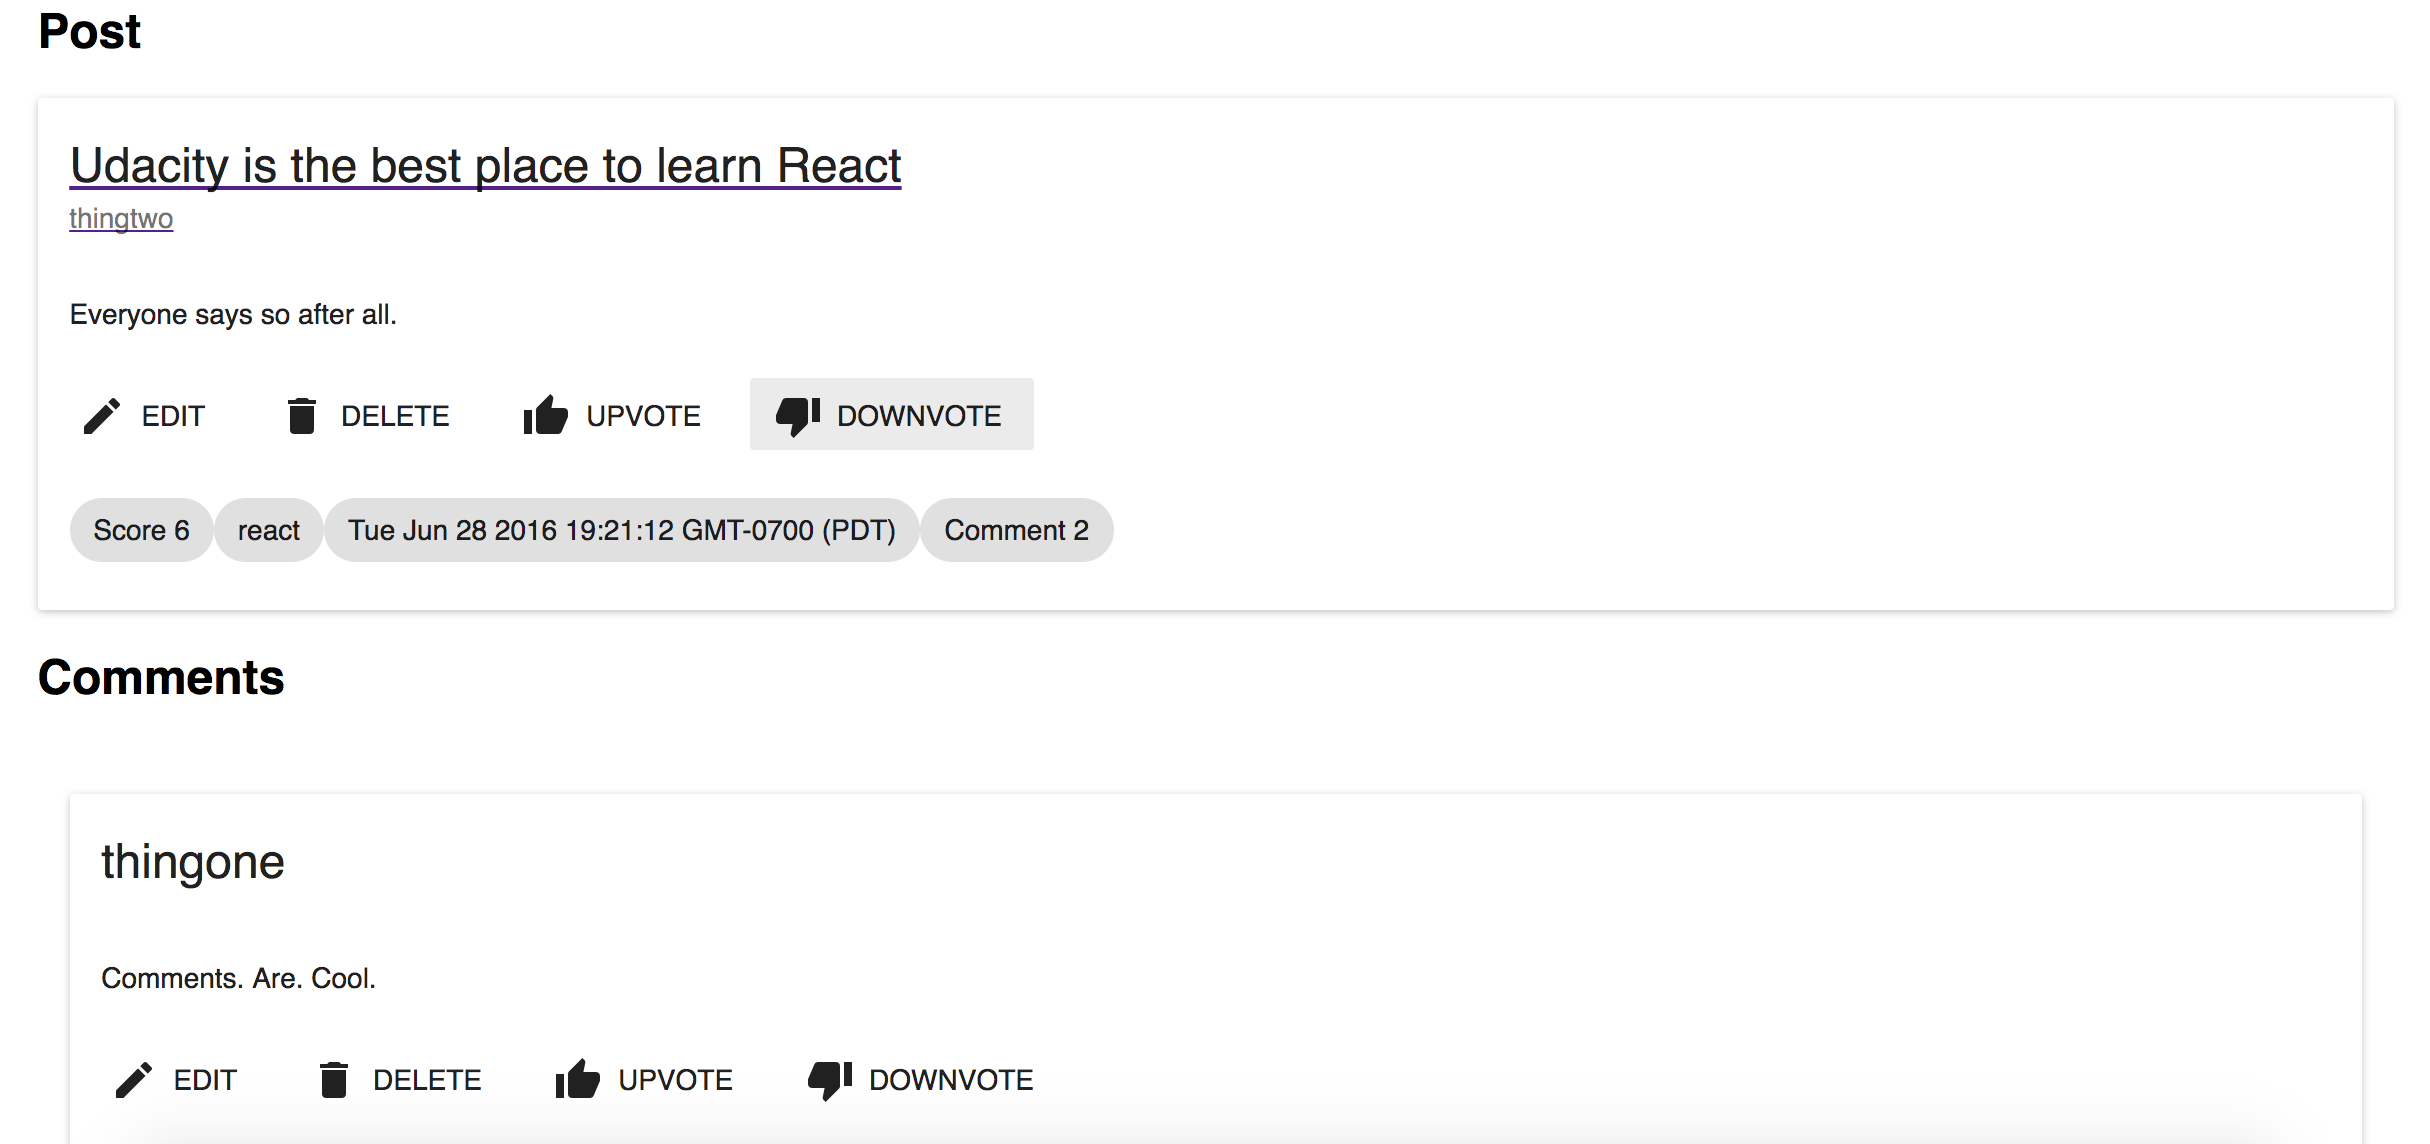 Post
Udacity is the best place to learn React
thingtwo
Everyone says so after all.
EDIT DELETE UPVOTE DOWNVOTE
Score 6 react Tue Jun 28 2016 19:21:12 GMT-0700 (PDT) Comment 2
Comments
thingone
Comments. Are. Cool.
EDIT DELETE UPVOTE DOWNVOTE